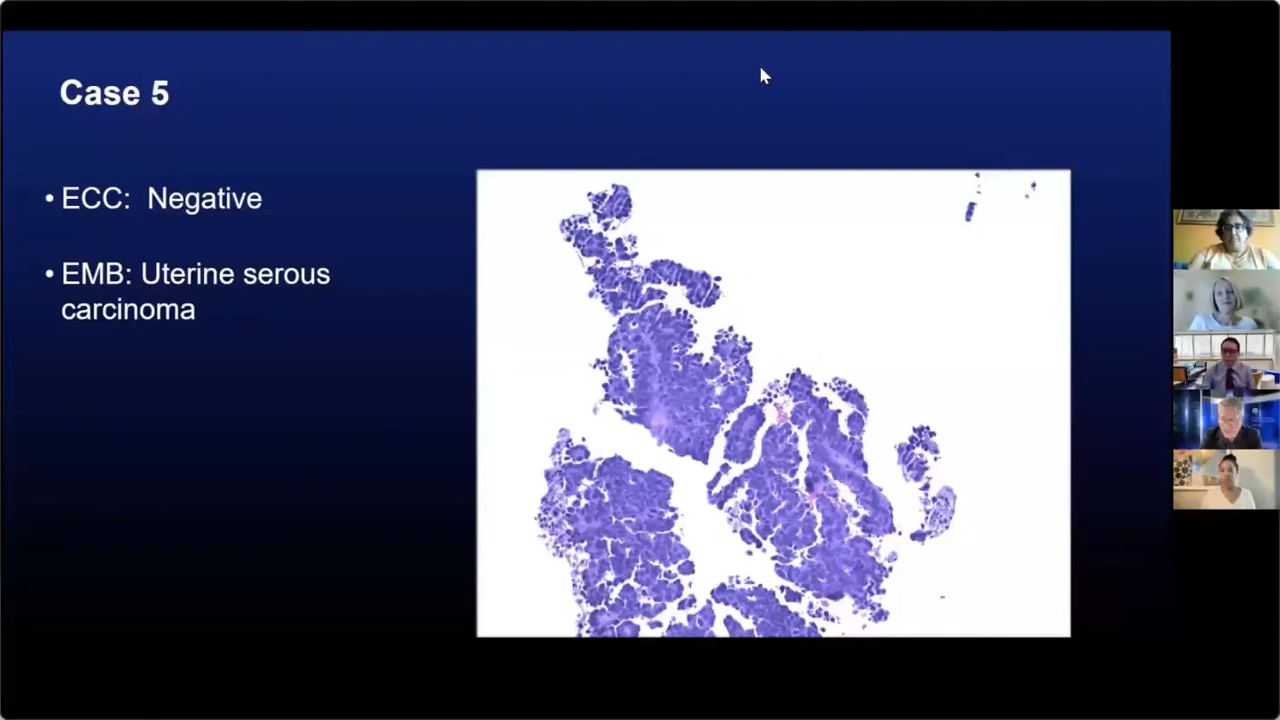 Case 5
• ECC: Negative
• EMB: Uterine serous
carcinoma